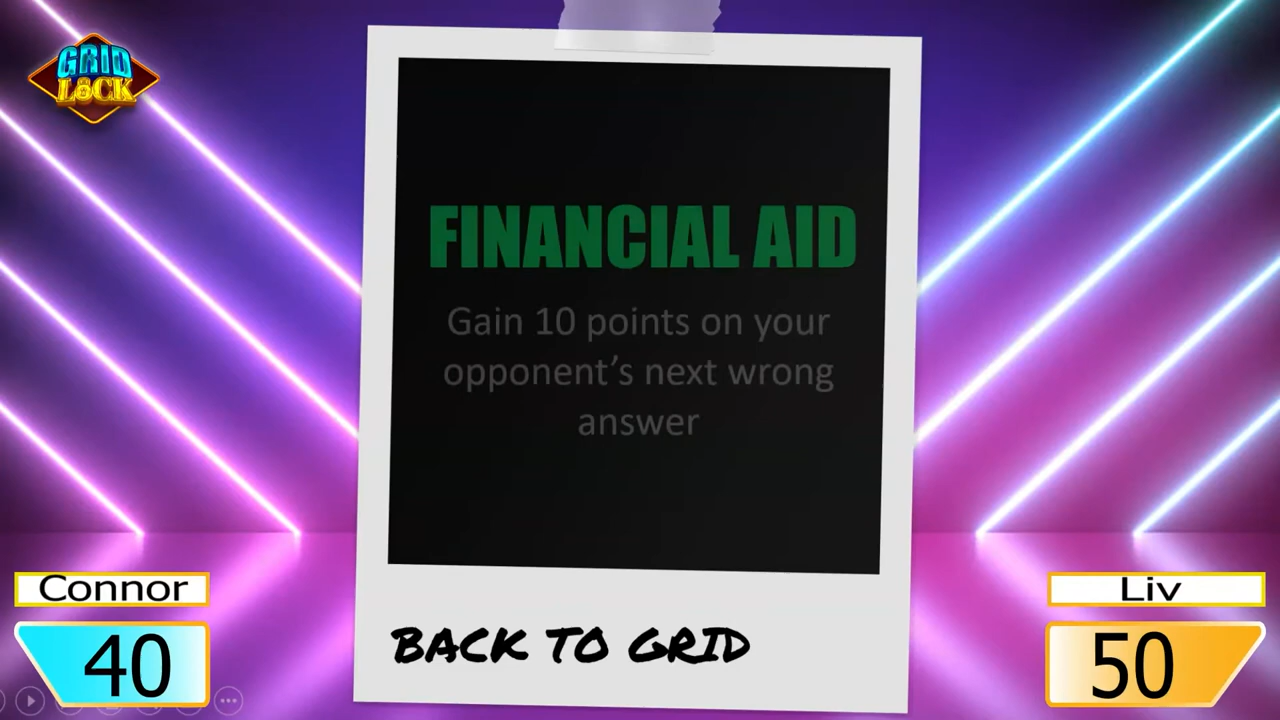 GRID
LOCK
FINANCIAL AID
Gain 10 points on your
opponent’s next wrong
answer
BACK TO GRID
Connor
40
Liv
50